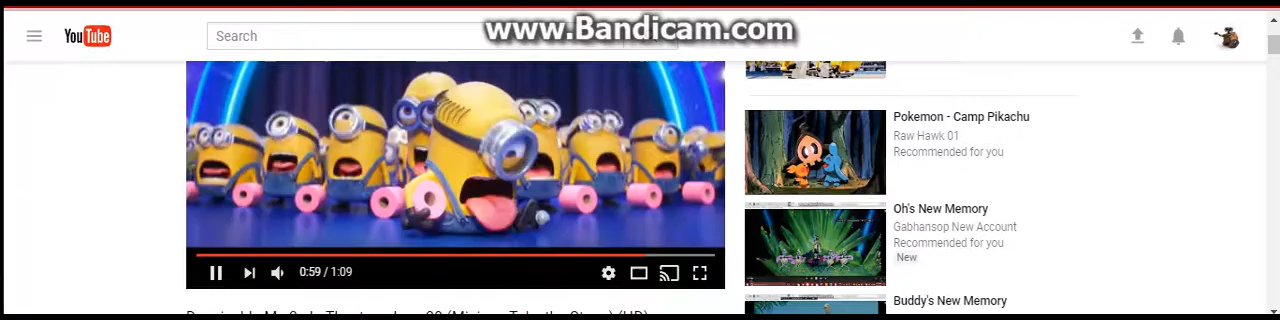 www.Bandicam.com
YouTube
Search
0:59 / 1:09
Pokemon - Camp Pikachu
Raw Hawk 01
Recommended for you
Oh's New Memory
Gabhansop New Account
Recommended for you
New
Buddy's New Memory